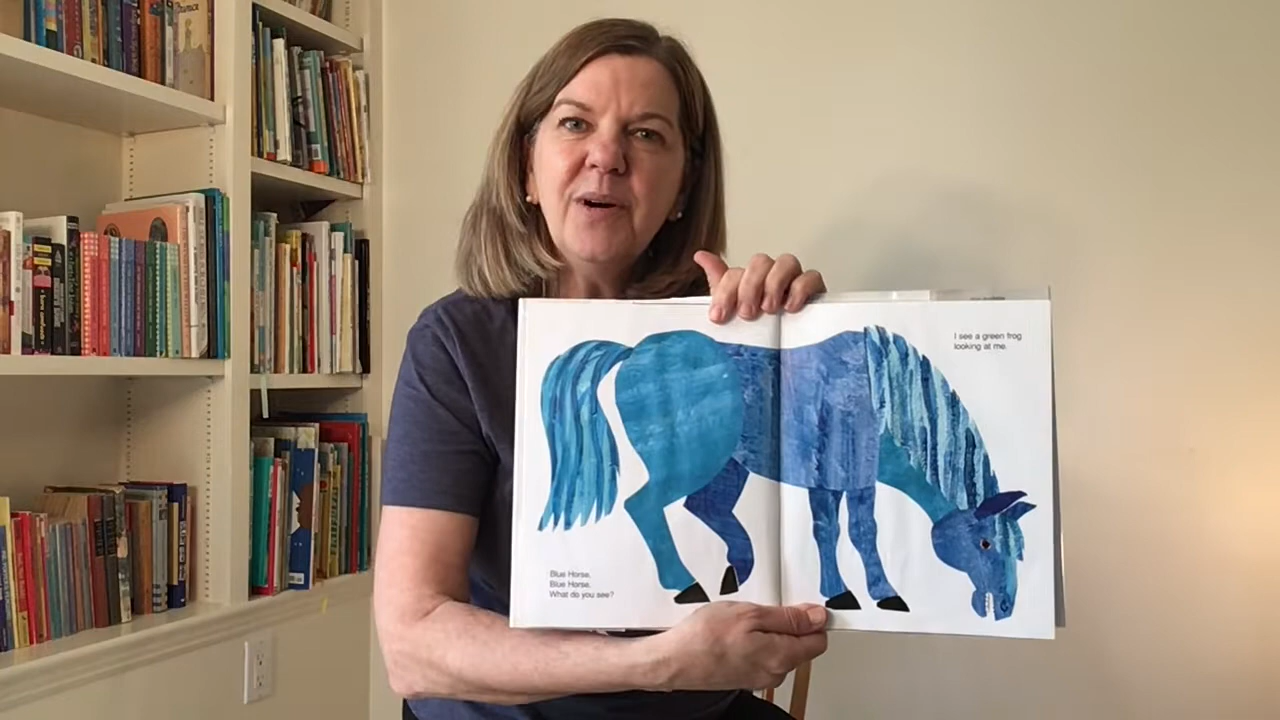 Blue Horse,
Blue Horse,
What do you see?
I see a green frog
looking at me.